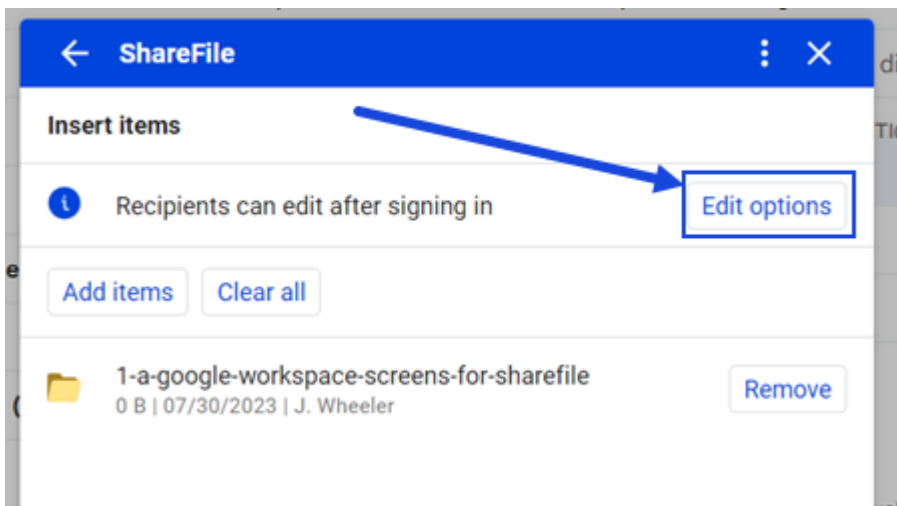 ShareFile
Insert items
Recipients can edit after signing in
Edit options
Add items
Clear all
1-a-google-workspace-screens-for-sharefile
0 B | 07/30/2023 | J. Wheeler
Remove